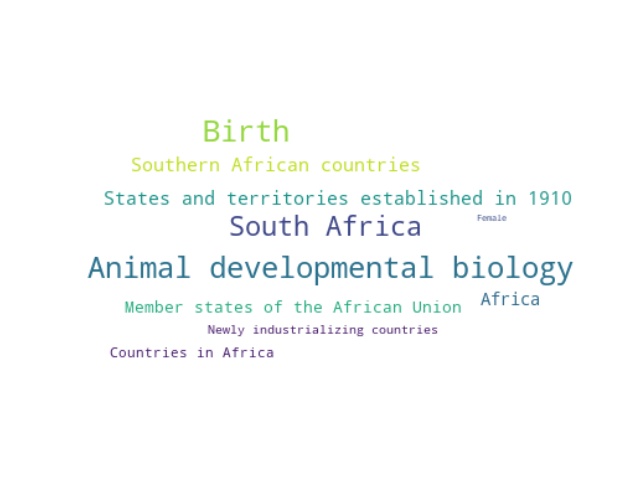 Birth
Southern African countries
States and territories established in 1910
South Africa
Female
Animal developmental biology
Africa
Member states of the African Union
Newly industrializing countries
Countries in Africa